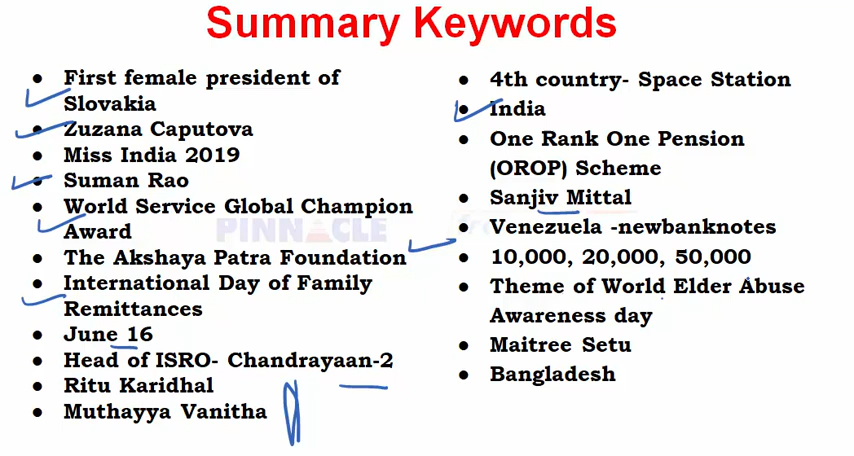 Summary Keywords
• First female president of
Slovakia
• Zuzana Caputova
• Miss India 2019
• Suman Rao
• World Service Global Champion
Award
• The Akshaya Patra Foundation
• International Day of Family
Remittances
• June 16
• Head of ISRO- Chandrayaan-2
• Ritu Karidhal
• Muthayya Vanitha
• 4th country- Space Station
• India
• One Rank One Pension
(OROP) Scheme
• Sanjiv Mittal
• Venezuela -newbanknotes
• 10,000, 20,000, 50,000
• Theme of World Elder Abuse
Awareness day
• Maitree Setu
• Bangladesh
PINNACLE